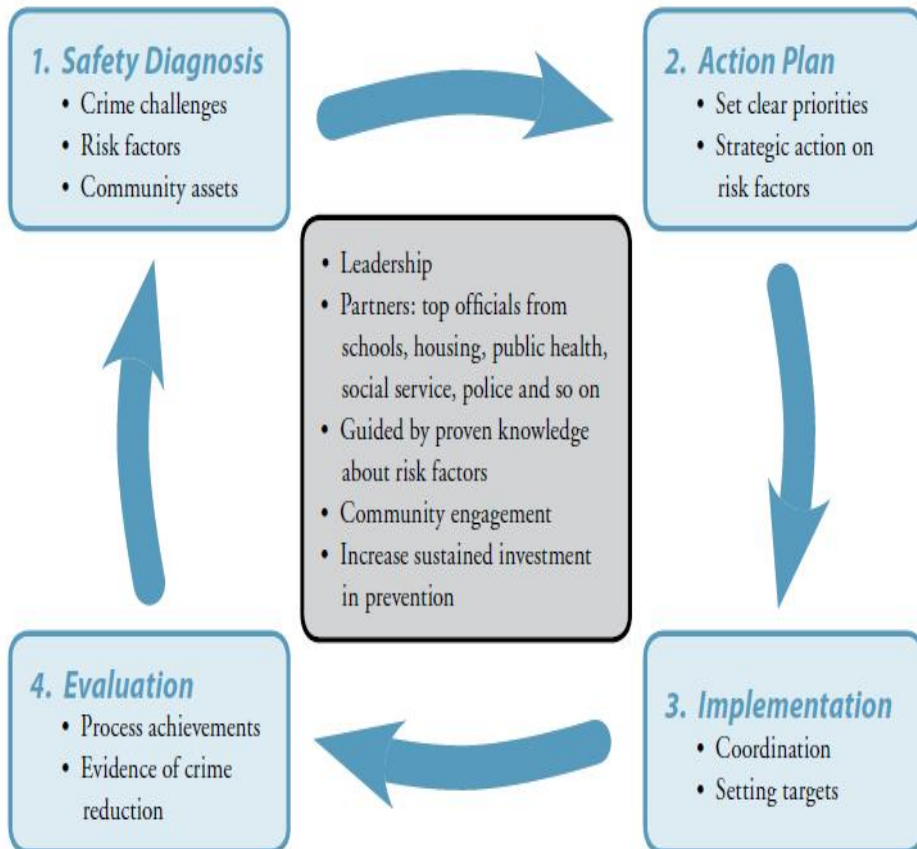 1. Safety Diagnosis
• Crime challenges
• Risk factors
• Community assets
2. Action Plan
• Set clear priorities
• Strategic action on
risk factors
• Leadership
• Partners: top officials from
schools, housing, public health,
social service, police and so on
• Guided by proven knowledge
about risk factors
• Community engagement
• Increase sustained investment
in prevention
3. Implementation
• Coordination
• Setting targets
4. Evaluation
• Process achievements
• Evidence of crime
reduction